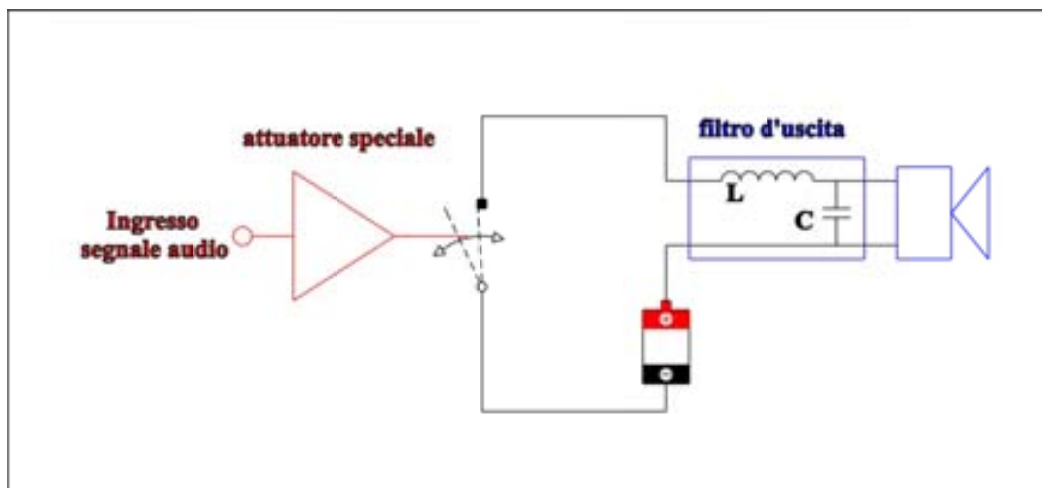 attuatore speciale
filtro d'uscita
Ingresso
segnale audio
L
C
+
−